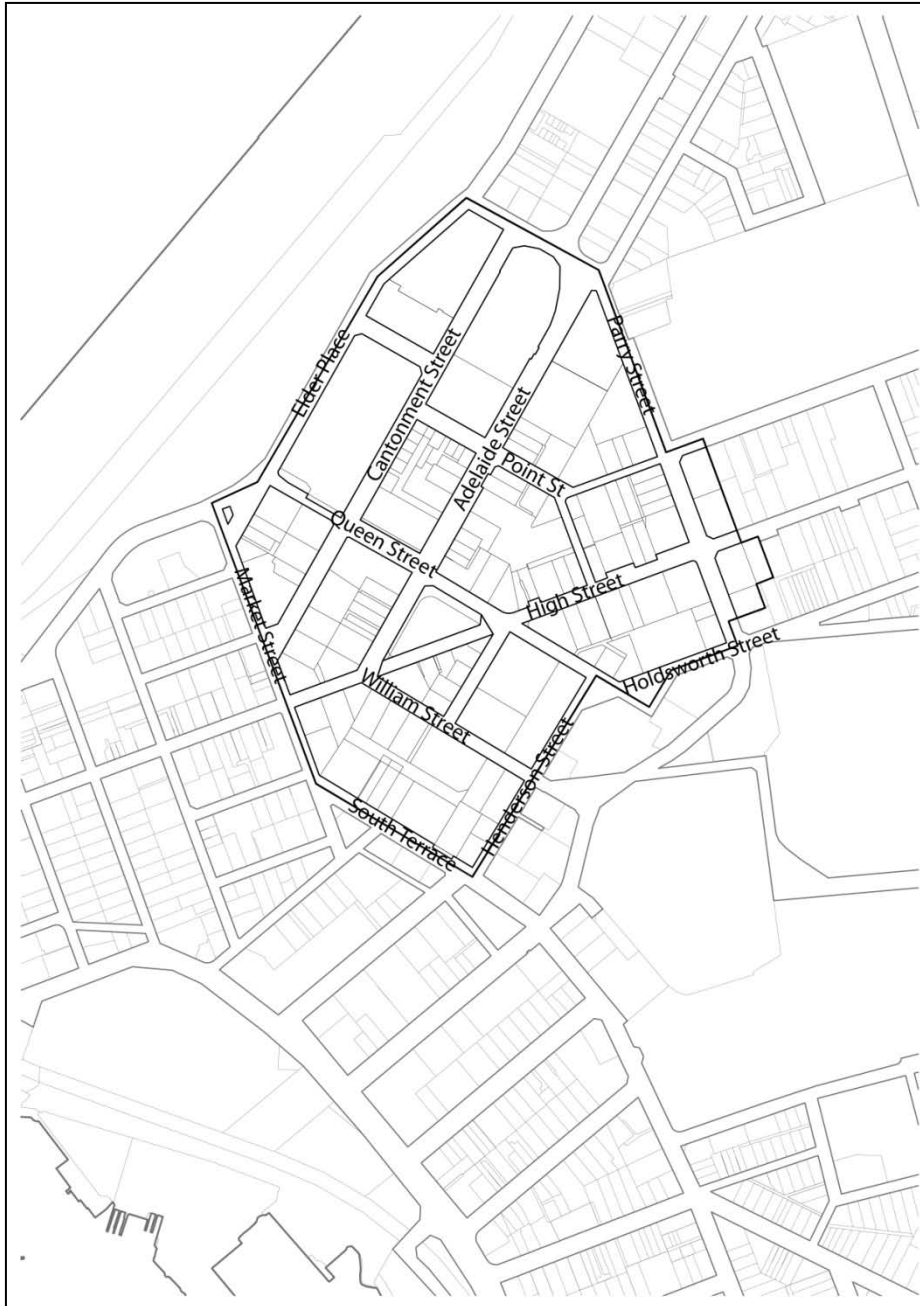 Elder Place
Cantonment Street
Adelaide Street
Parry Street
Point St
Queen Street
High Street
Market Street
William Street
Holdsworth Street
Henderson Street
South Terrace